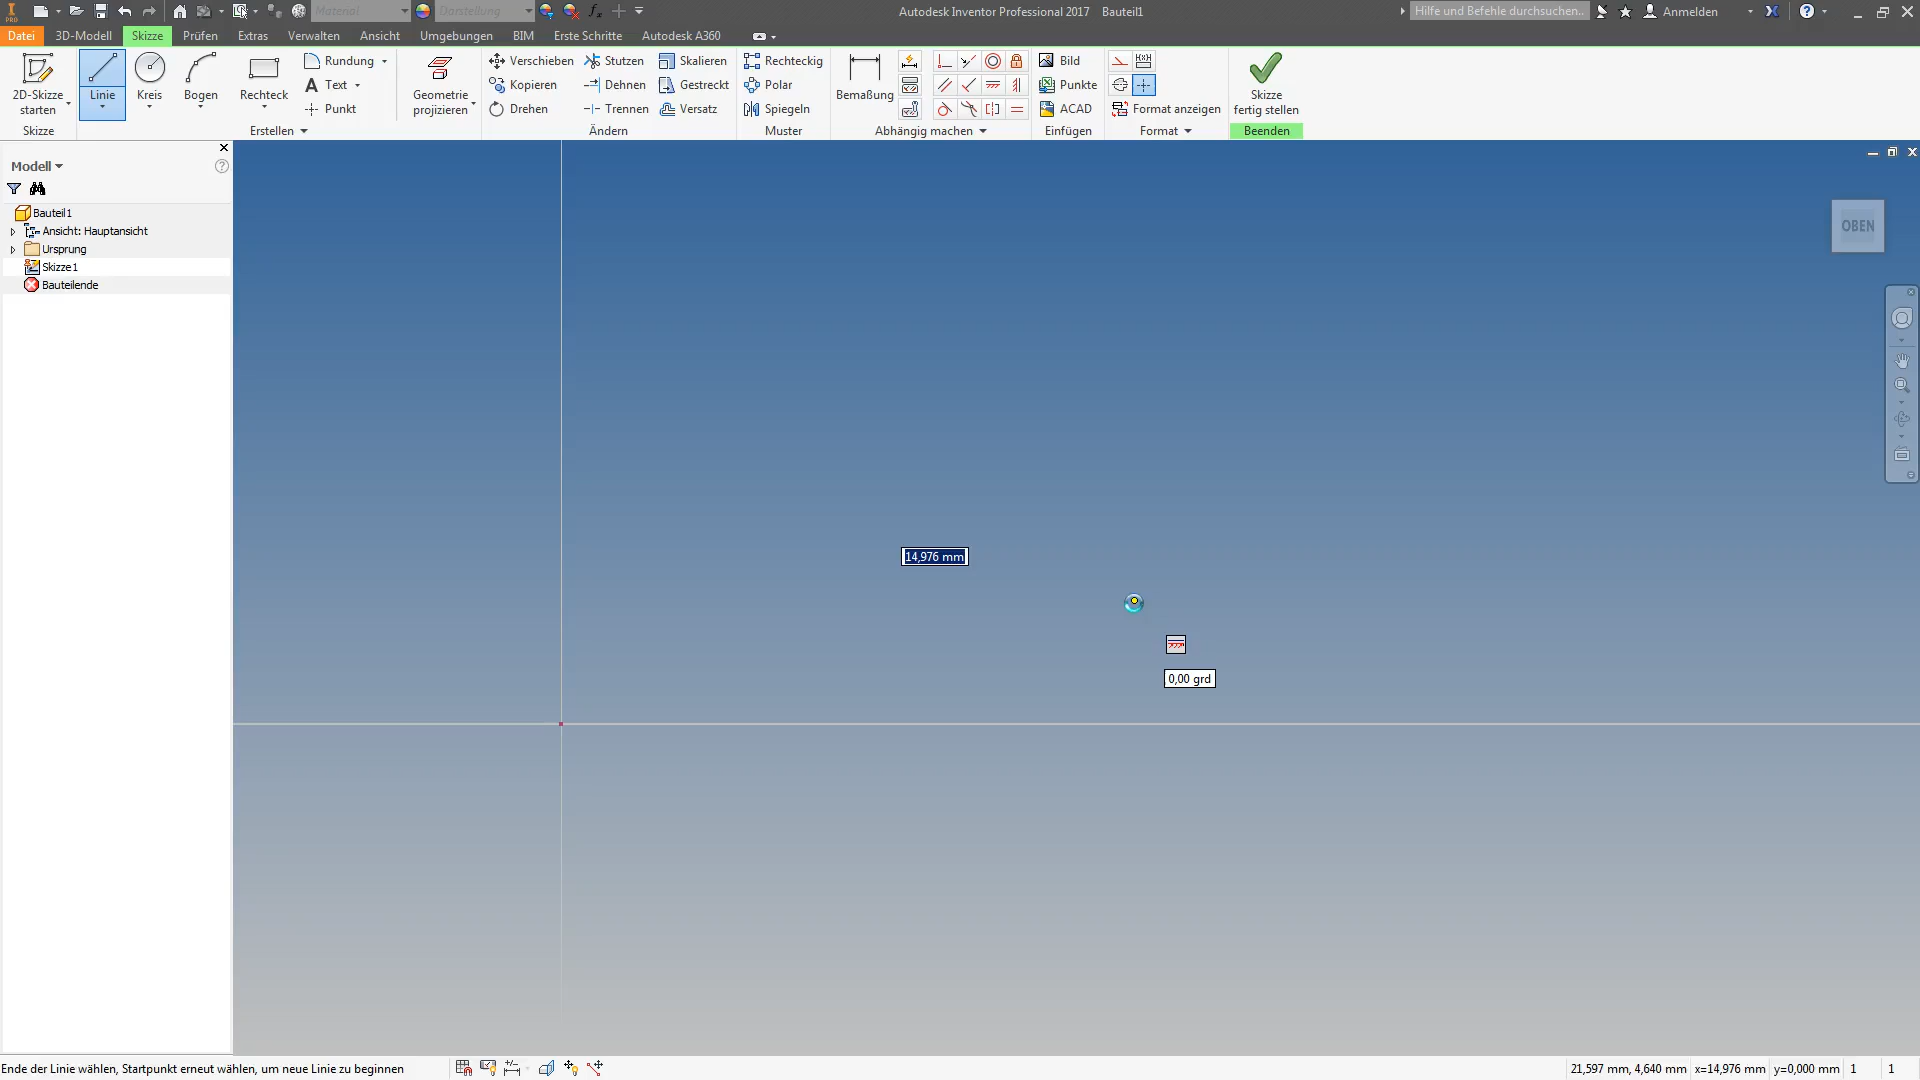 Material
Darstellung
Autodesk Inventor Professional 2017 Bauteil1
Hilfe und Befehle durchsuchen...
Anmelden
PRO
Datei
3D-Modell
Skizze
Prüfen
Extras
Verwalten
Ansicht
Umgebungen
BIM
Erste Schritte
Autodesk A360
2D-Skizze
starten
Linie
Kreis
Bogen
Rechteck
Rundung
Text
Punkt
Geometrie
projizieren
Verschieben
Kopieren
Drehen
Stutzen
Dehnen
Trennen
Skalieren
Gestreckt
Versatz
Rechteckig
Polar
Spiegeln
Bemaßung
Bild
Punkte
ACAD
Format anzeigen
Skizze
fertig stellen
Skizze
Erstellen
Ändern
Muster
Abhängig machen
Einfügen
Format
Beenden
Modell
Bauteil1
Ansicht: Hauptansicht
Ursprung
Skizze1
Bauteilende
OBEN
14,976 mm
0,00 grd
Ende der Linie wählen, Startpunkt erneut wählen, um neue Linie zu beginnen
21,597 mm, 4,640 mm
x=14,976 mm
y=0,000 mm
1
1